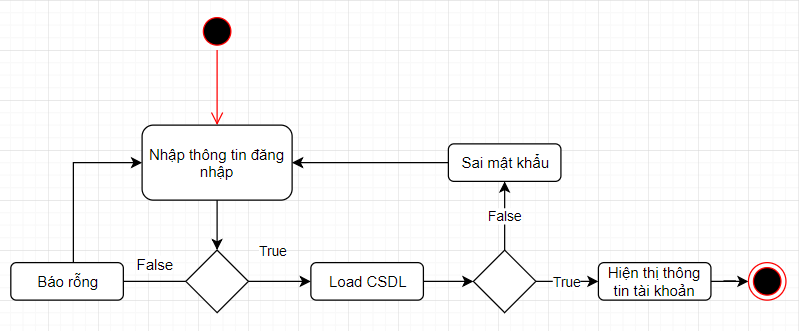 Nhập thông tin đăng
nhập
Sai mật khẩu
False
True
False
Báo rỗng
Load CSDL
True
Hiện thị thông
tin tài khoản